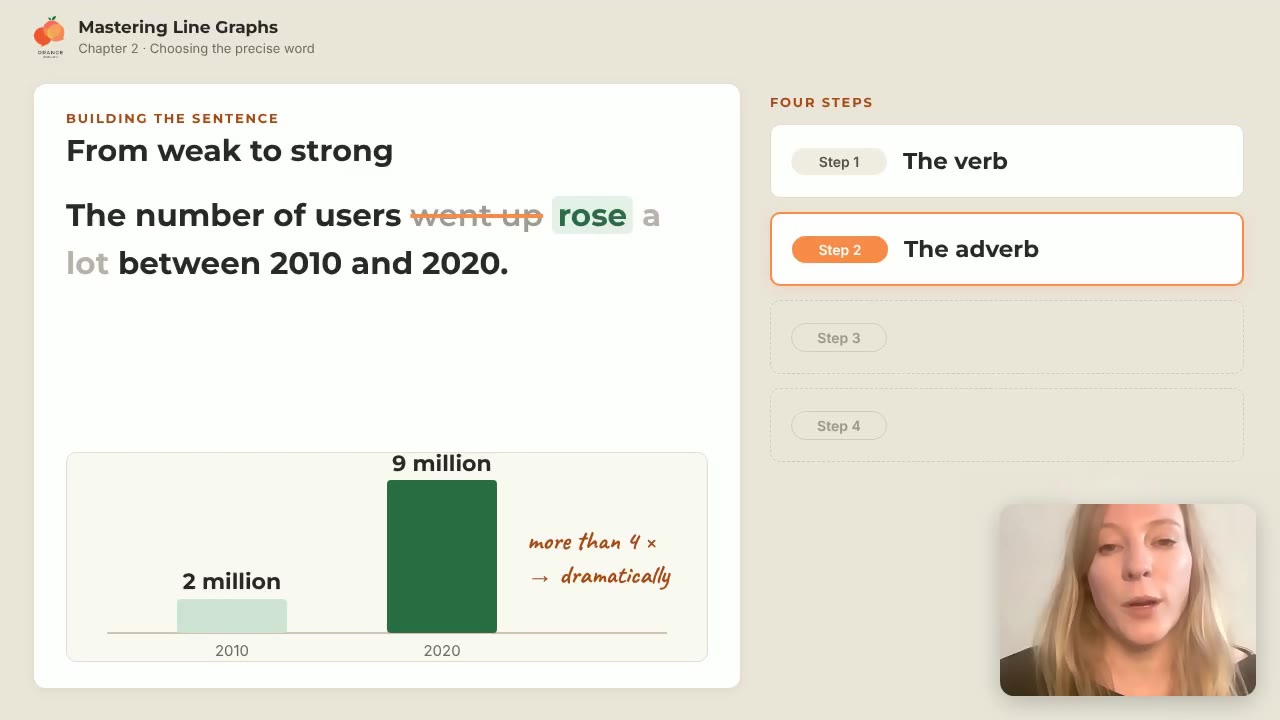 ORANGE
Mastering Line Graphs
Chapter 2 · Choosing the precise word
BUILDING THE SENTENCE
From weak to strong
The number of users went up rose a
lot between 2010 and 2020.
9 million
2 million
more than 4 ×
→ dramatically
2010
2020
FOUR STEPS
Step 1
The verb
Step 2
The adverb
Step 3
Step 4